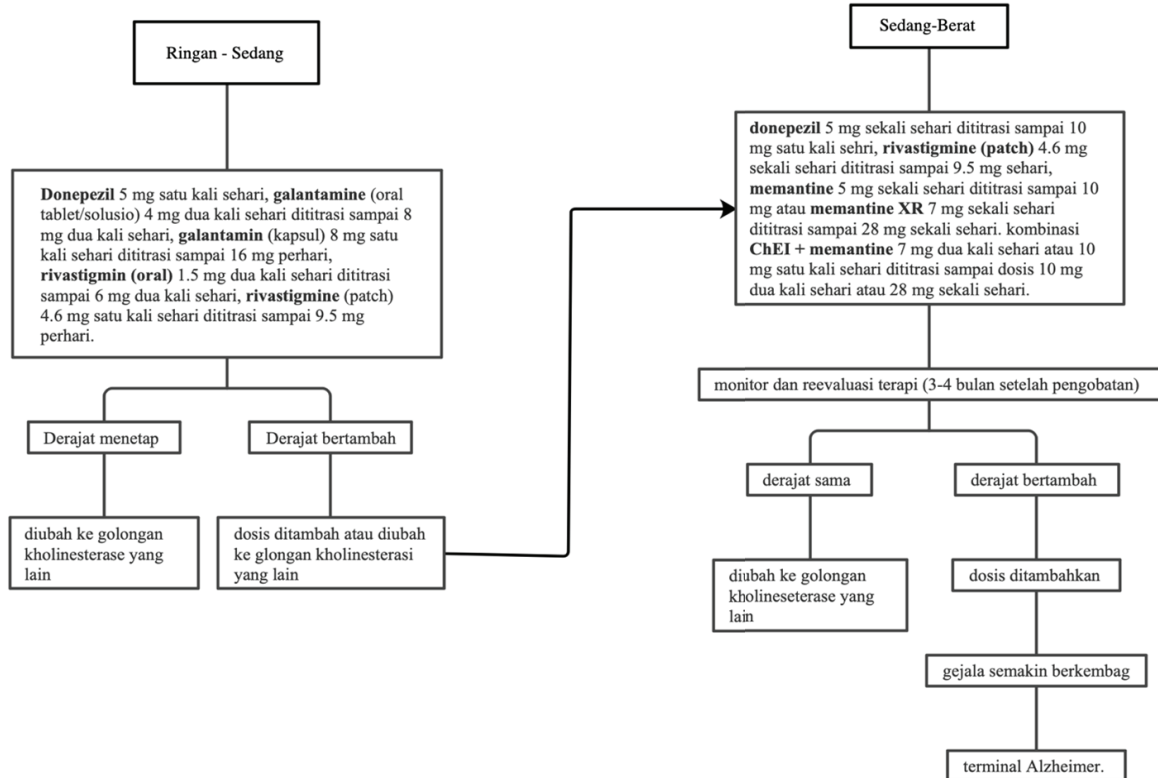 Ringan - Sedang
Donepezil 5 mg satu kali sehari, galantamine (oral
tablet/solusio) 4 mg dua kali sehari dititrasi sampai 8
mg dua kali sehari, galantamin (kapsul) 8 mg satu
kali sehari dititrasi sampai 16 mg perhari,
rivastigmin (oral) 1.5 mg dua kali sehari dititrasi
sampai 6 mg dua kali sehari, rivastigmine (patch)
4.6 mg satu kali sehari dititrasi sampai 9.5 mg
perhari.
Derajat menetap
Derajat bertambah
diubah ke golongan
kholinesterase yang
lain
dosis ditambah atau diubah
ke glongan kholinesterasi
yang lain
Sedang-Berat
donepezil 5 mg sekali sehari dititrasi sampai 10
mg satu kali sehri, rivastigmine (patch) 4.6 mg
sekali sehari dititrasi sampai 9.5 mg sehari,
memantine 5 mg sekali sehari dititrasi sampai 10
mg atau memantine XR 7 mg sekali sehari
dititrasi sampai 28 mg sekali sehari. kombinasi
ChEI + memantine 7 mg dua kali sehari atau 10
mg satu kali sehari dititrasi sampai dosis 10 mg
dua kali sehari atau 28 mg sekali sehari.
monitor dan reevaluasi terapi (3-4 bulan setelah pengobatan)
derajat sama
derajat bertambah
diubah ke golongan
kholineseterase yang
lain
dosis ditambahkan
gejala semakin berkembag
terminal Alzheimer.